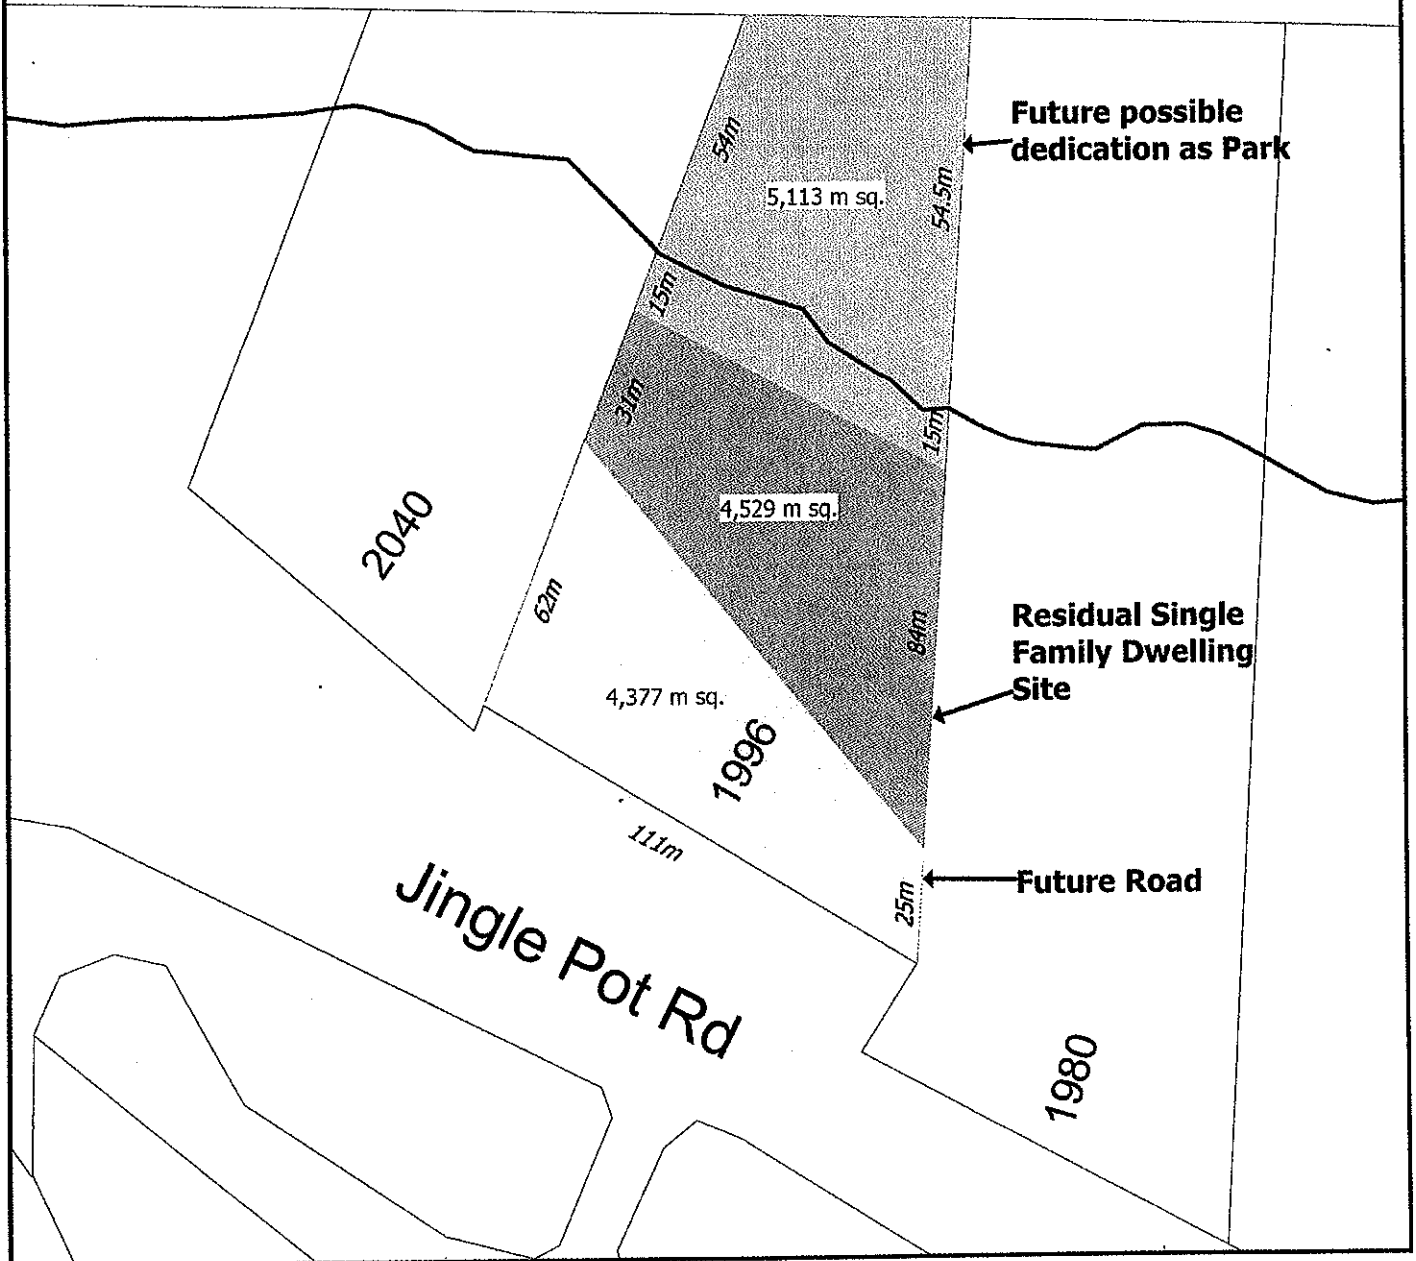 Future possible
dedication as Park
54m
5,113 m sq.
54.5m
15m
31m
15m
2040
4,529 m sq.
62m
84m
Residual Single
Family Dwelling
Site
4,377 m sq.
1996
111m
Jingle Pot Rd
25m
Future Road
1980